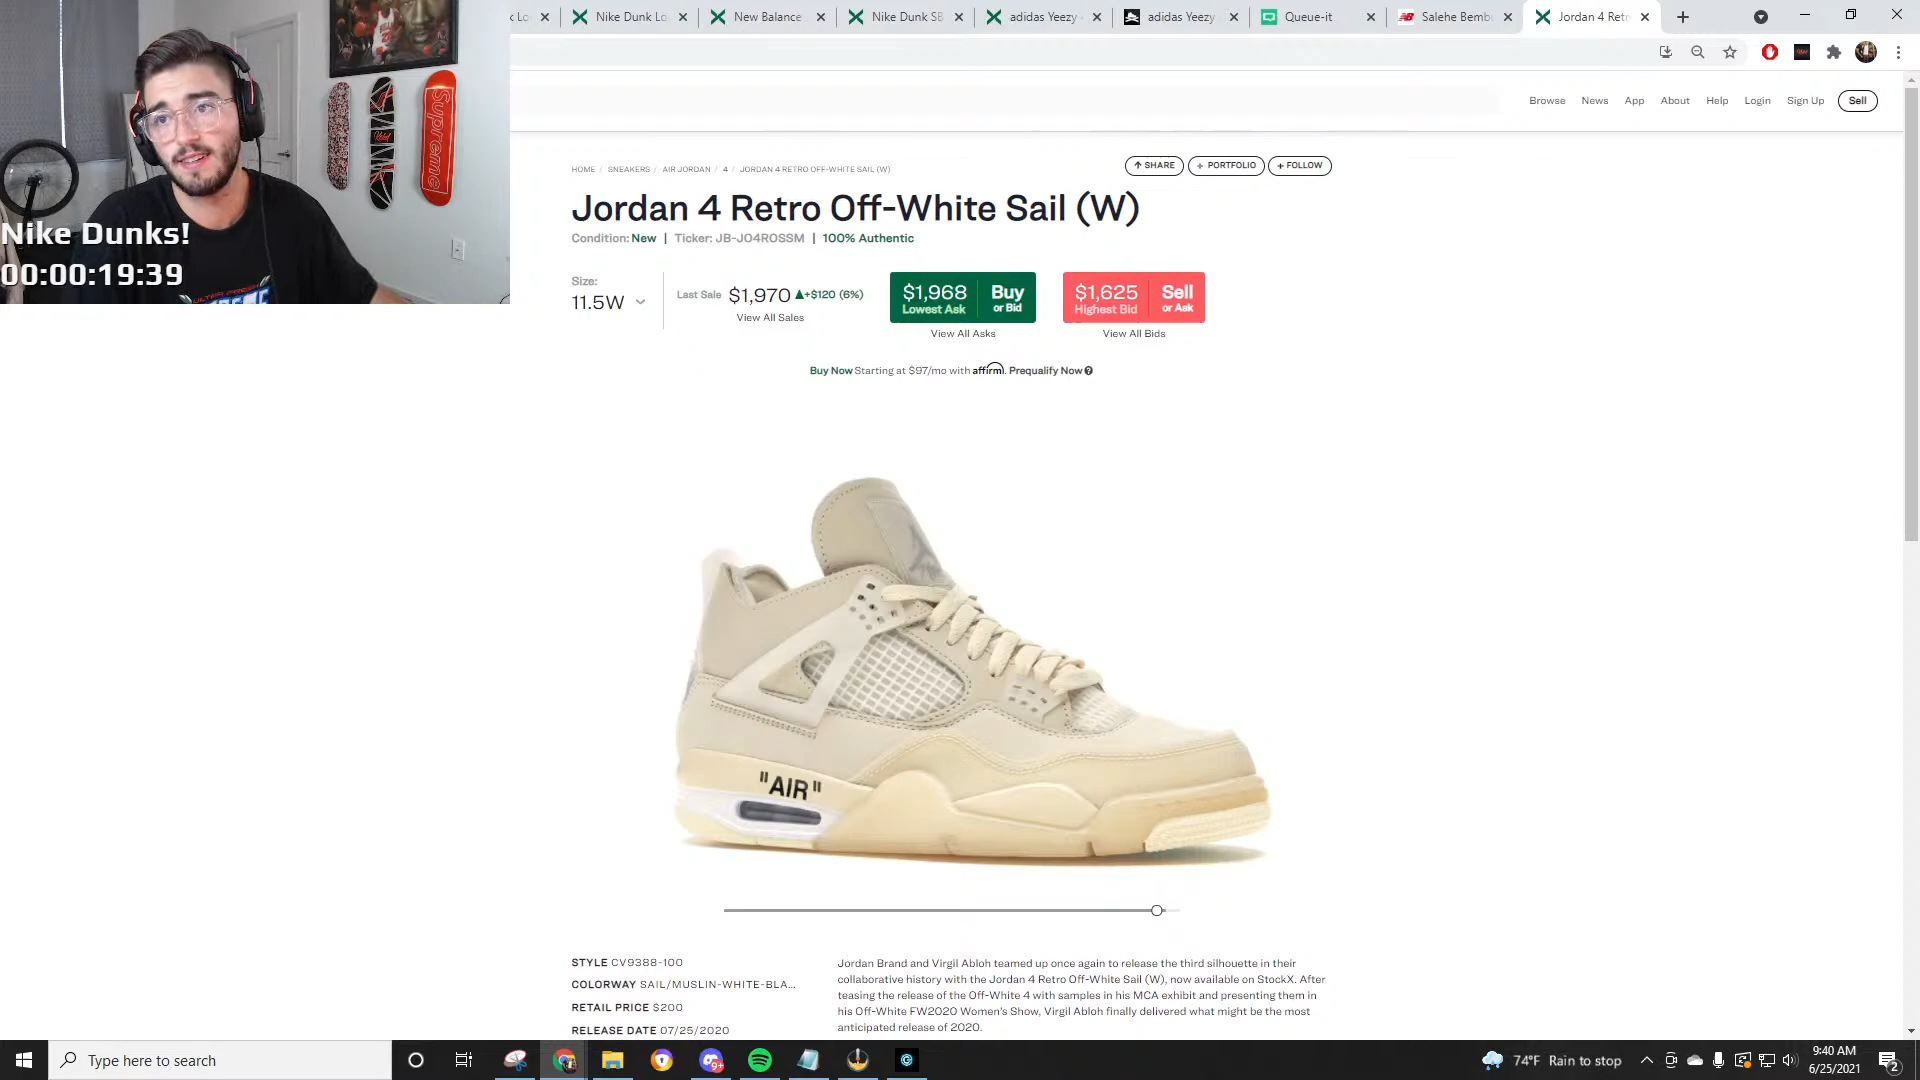 Lo
Nike Dunk Lo
New Balance
Nike Dunk SB
adidas Yeezy
adidas Yeezy
Queue-it
Salehe Bembu
Jordan 4 Retr
Browse News App About Help Login Sign Up Sell
Supreme
Nike Dunks!
00:00:19:39
HOME / SNEAKERS / AIR JORDAN / 4 / JORDAN 4 RETRO OFF-WHITE SAIL (W)
SHARE + PORTFOLIO + FOLLOW
Jordan 4 Retro Off-White Sail (W)
Condition: New | Ticker: JB-JO4ROSSM | 100% Authentic
Size:
11.5W
Last Sale $1,970 ▲+$120 (6%)
View All Sales
$1,968 Buy
Lowest Ask or Bid
View All Asks
$1,625 Sell
Highest Bid or Ask
View All Bids
Buy Now Starting at $97/mo with affirm. Prequalify Now
"AIR"
STYLE CV9388-100
COLORWAY SAIL/MUSLIN-WHITE-BLA...
RETAIL PRICE $200
RELEASE DATE 07/25/2020
Jordan Brand and Virgil Abloh teamed up once again to release the third silhouette in their
collaborative history with the Jordan 4 Retro Off-White Sail (W), now available on StockX. After
teasing the release of the Off-White 4 with samples in his MCA exhibit and presenting them in
his Off-White FW2020 Women's Show, Virgil Abloh finally delivered what might be the most
anticipated release of 2020.
Type here to search
9+
74°F Rain to stop
9:40 AM
6/25/2021
2